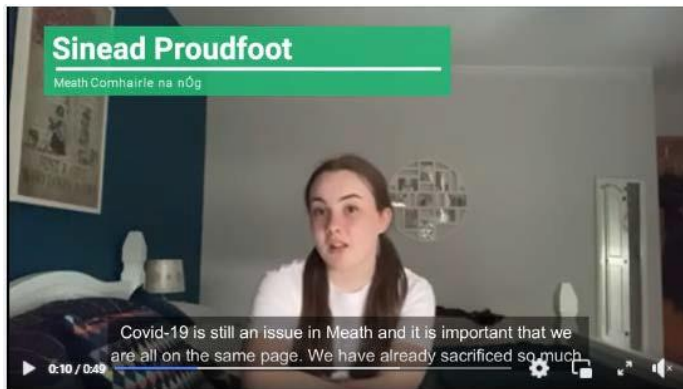 Sinead Proudfoot
Meath Comhairle na nÓg
Covid-19 is still an issue in Meath and it is important that we
are all on the same page. We have already sacrificed so much
0:10 / 0:49